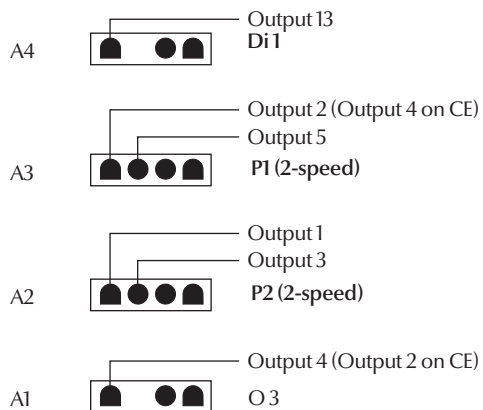 Output 13
A4 Di 1
Output 2 (Output 4 on CE)
Output 5
A3 P1 (2-speed)
Output 1
Output 3
A2 P2 (2-speed)
Output 4 (Output 2 on CE)
A1 O 3